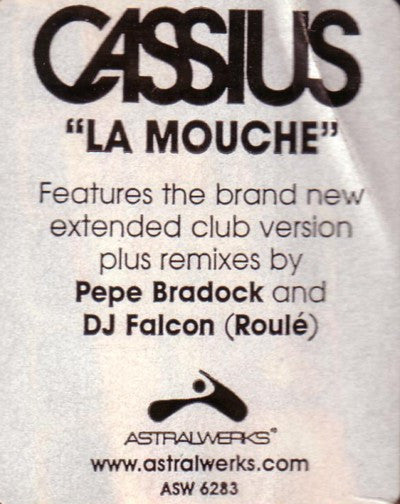 CASSIUS
“LA MOUCHE”
Features the brand new
extended club version
plus remixes by
Pepe Bradock and
DJ Falcon (Roulé)
ASTRALWERKS®
www.astralwerks.com
ASW 6283